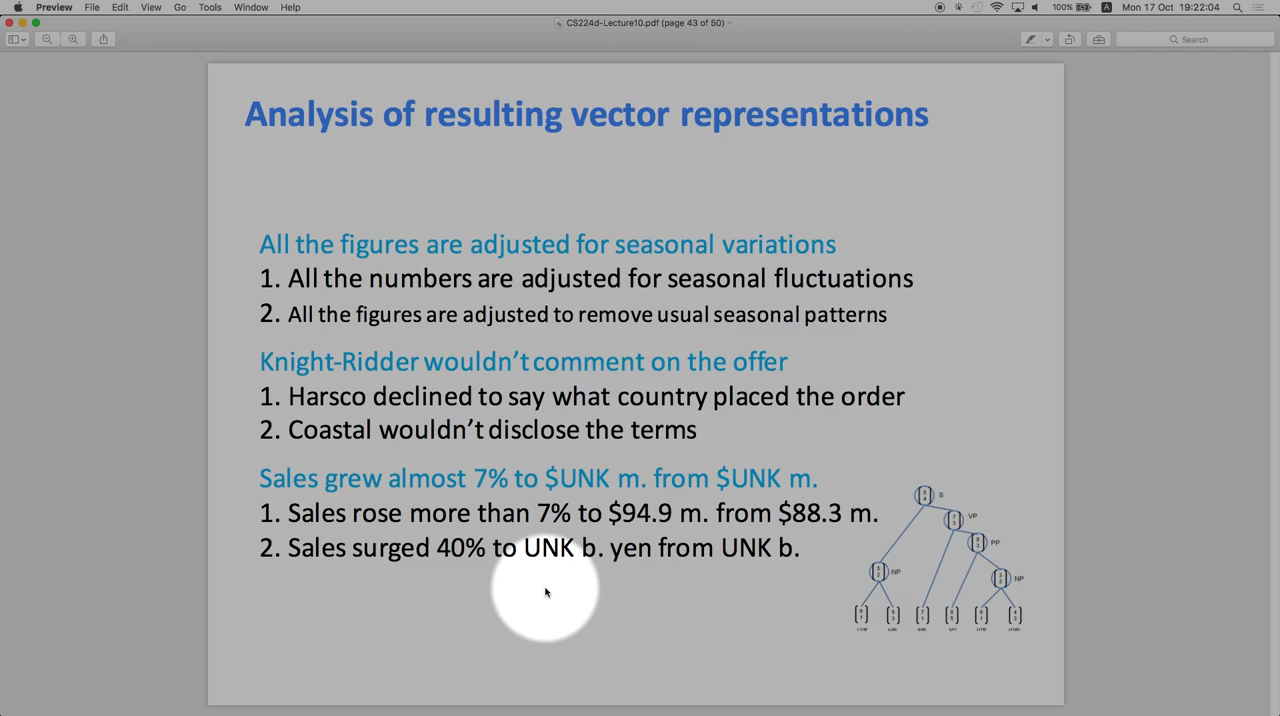 Preview File Edit View Go Tools Window Help 100% A Mon 17 Oct 19:22:04
CS224d-Lecture10.pdf (page 43 of 50)
Search
Analysis of resulting vector representations
All the figures are adjusted for seasonal variations
1. All the numbers are adjusted for seasonal fluctuations
2. All the figures are adjusted to remove usual seasonal patterns
Knight-Ridder wouldn’t comment on the offer
1. Harsco declined to say what country placed the order
2. Coastal wouldn’t disclose the terms
Sales grew almost 7% to $UNK m. from $UNK m.
1. Sales rose more than 7% to $94.9 m. from $88.3 m.
2. Sales surged 40% to UNK b. yen from UNK b.
S
VP
PP
NP
NP